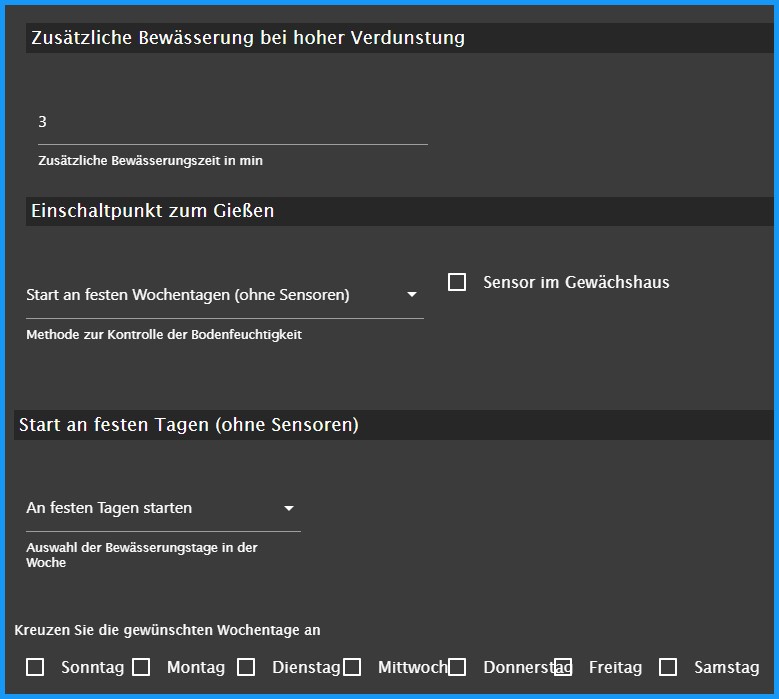 Zusätzliche Bewässerung bei hoher Verdunstung
3
Zusätzliche Bewässerungszeit in min
Einschaltpunkt zum Gießen
Start an festen Wochentagen (ohne Sensoren)
Sensor im Gewächshaus
Methode zur Kontrolle der Bodenfeuchtigkeit
Start an festen Tagen (ohne Sensoren)
An festen Tagen starten
Auswahl der Bewässerungstage in der
Woche
Kreuzen Sie die gewünschten Wochentage an
Sonntag Montag Dienstag Mittwoch Donnerstag Freitag Samstag